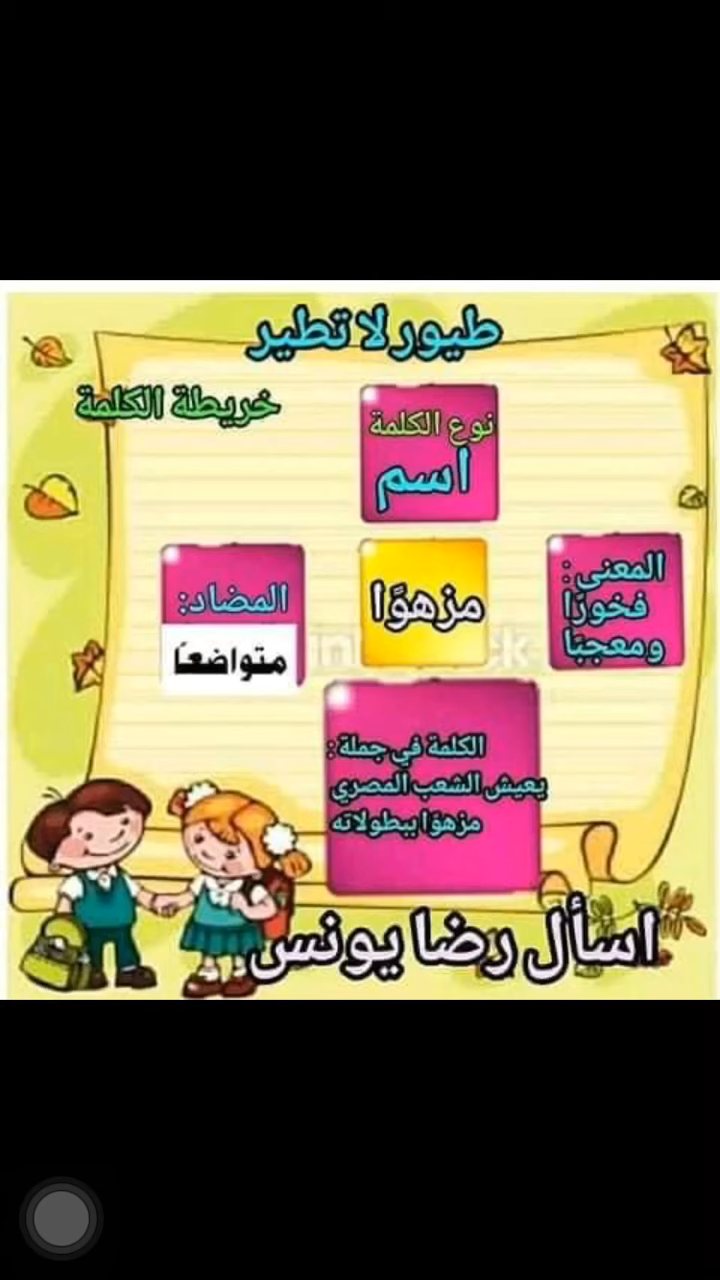 طيور لا تطير
خريطة الكلمة
نوع الكلمة
اسم
المعنى:
فخورًا
ومعجبًا
مزهوًا
المضاد:
متواضعًا
الكلمة في جملة:
يعيش الشعب المصري
مزهوًا ببطولاته
اسأل رضا يونس